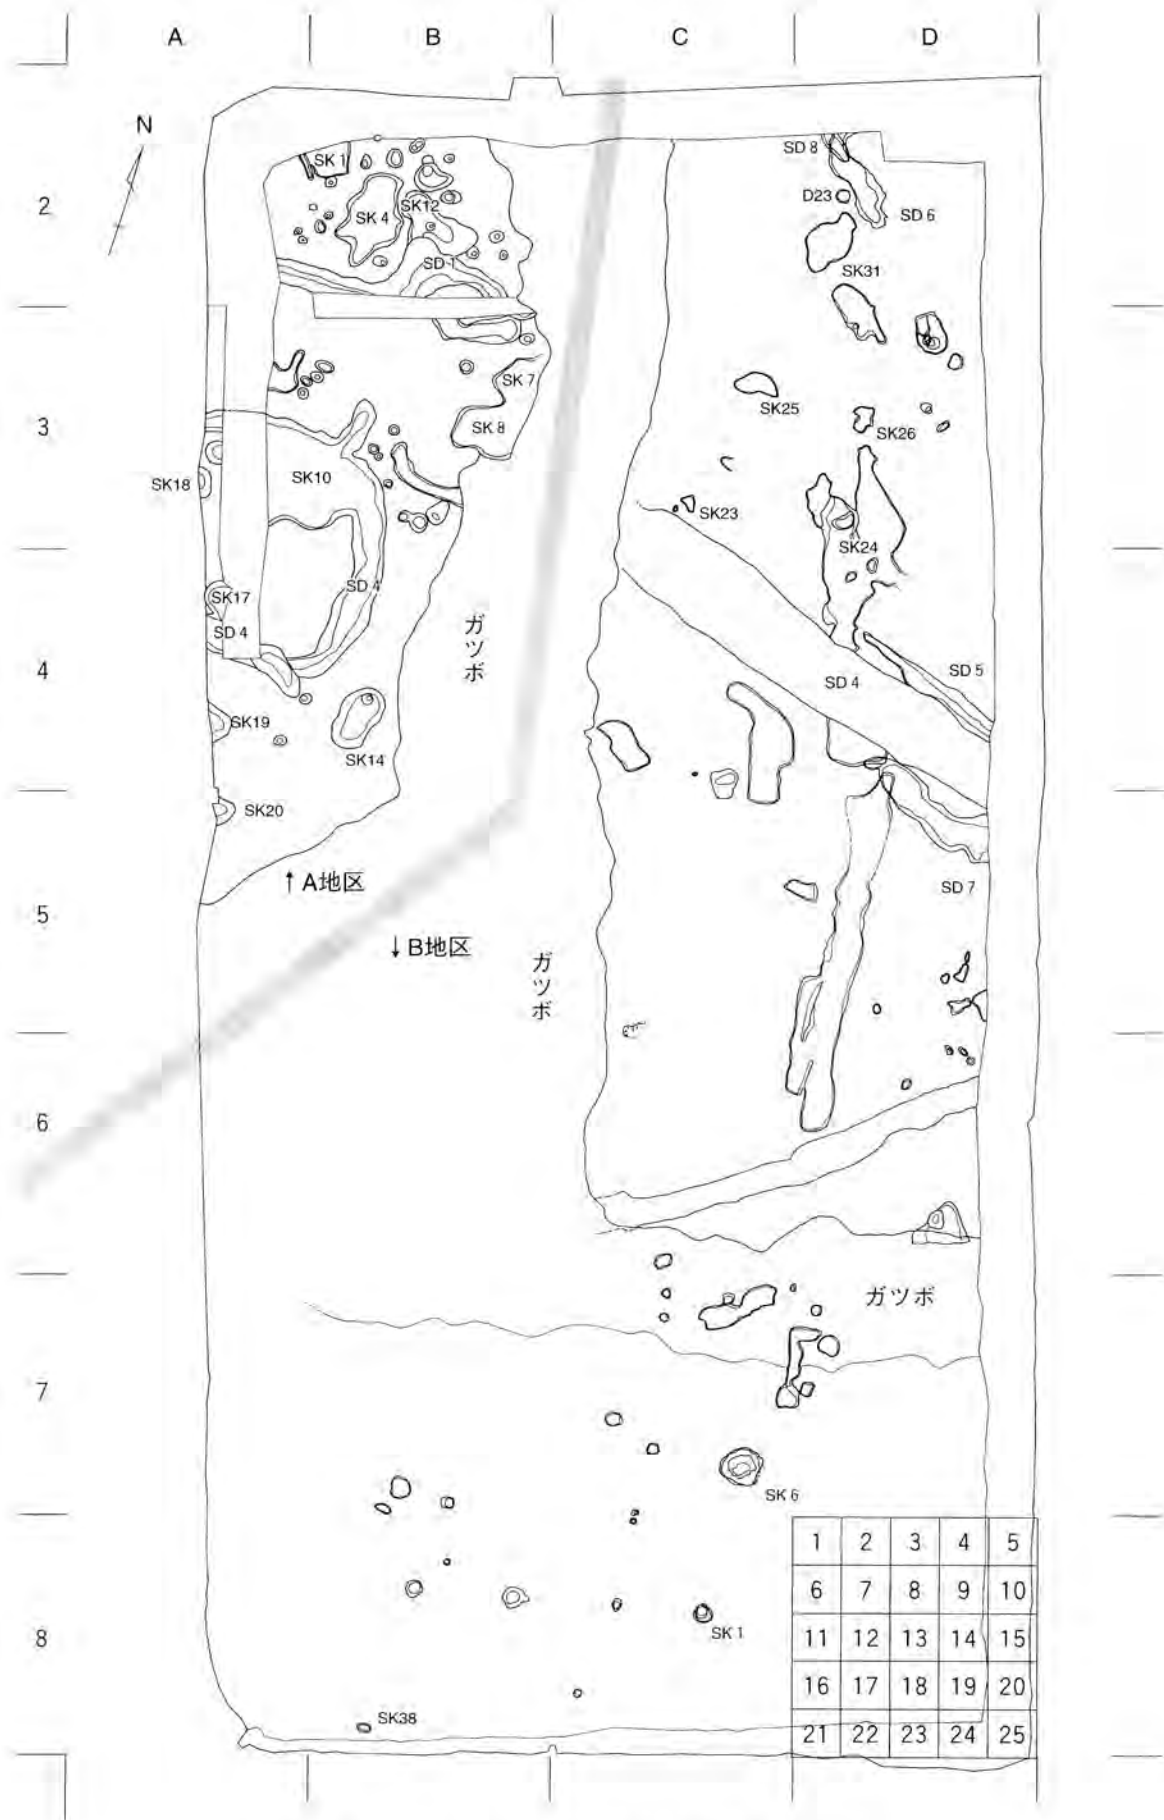 A
B
C
D
N
2
3
4
5
6
7
8
SK 1
SK 4
SK12
SD 1
SK 7
SK 8
SK18
SK10
SK17
SD 4
SD 4
SK19
SK14
SK20
SD 8
D23
SD 6
SK31
SK25
SK26
SK23
SK24
SD 4
SD 5
SD 7
ガツボ
↑A地区
↓B地区
ガツボ
ガツボ
SK 6
SK 1
SK38
1 2 3 4 5
6 7 8 9 10
11 12 13 14 15
16 17 18 19 20
21 22 23 24 25